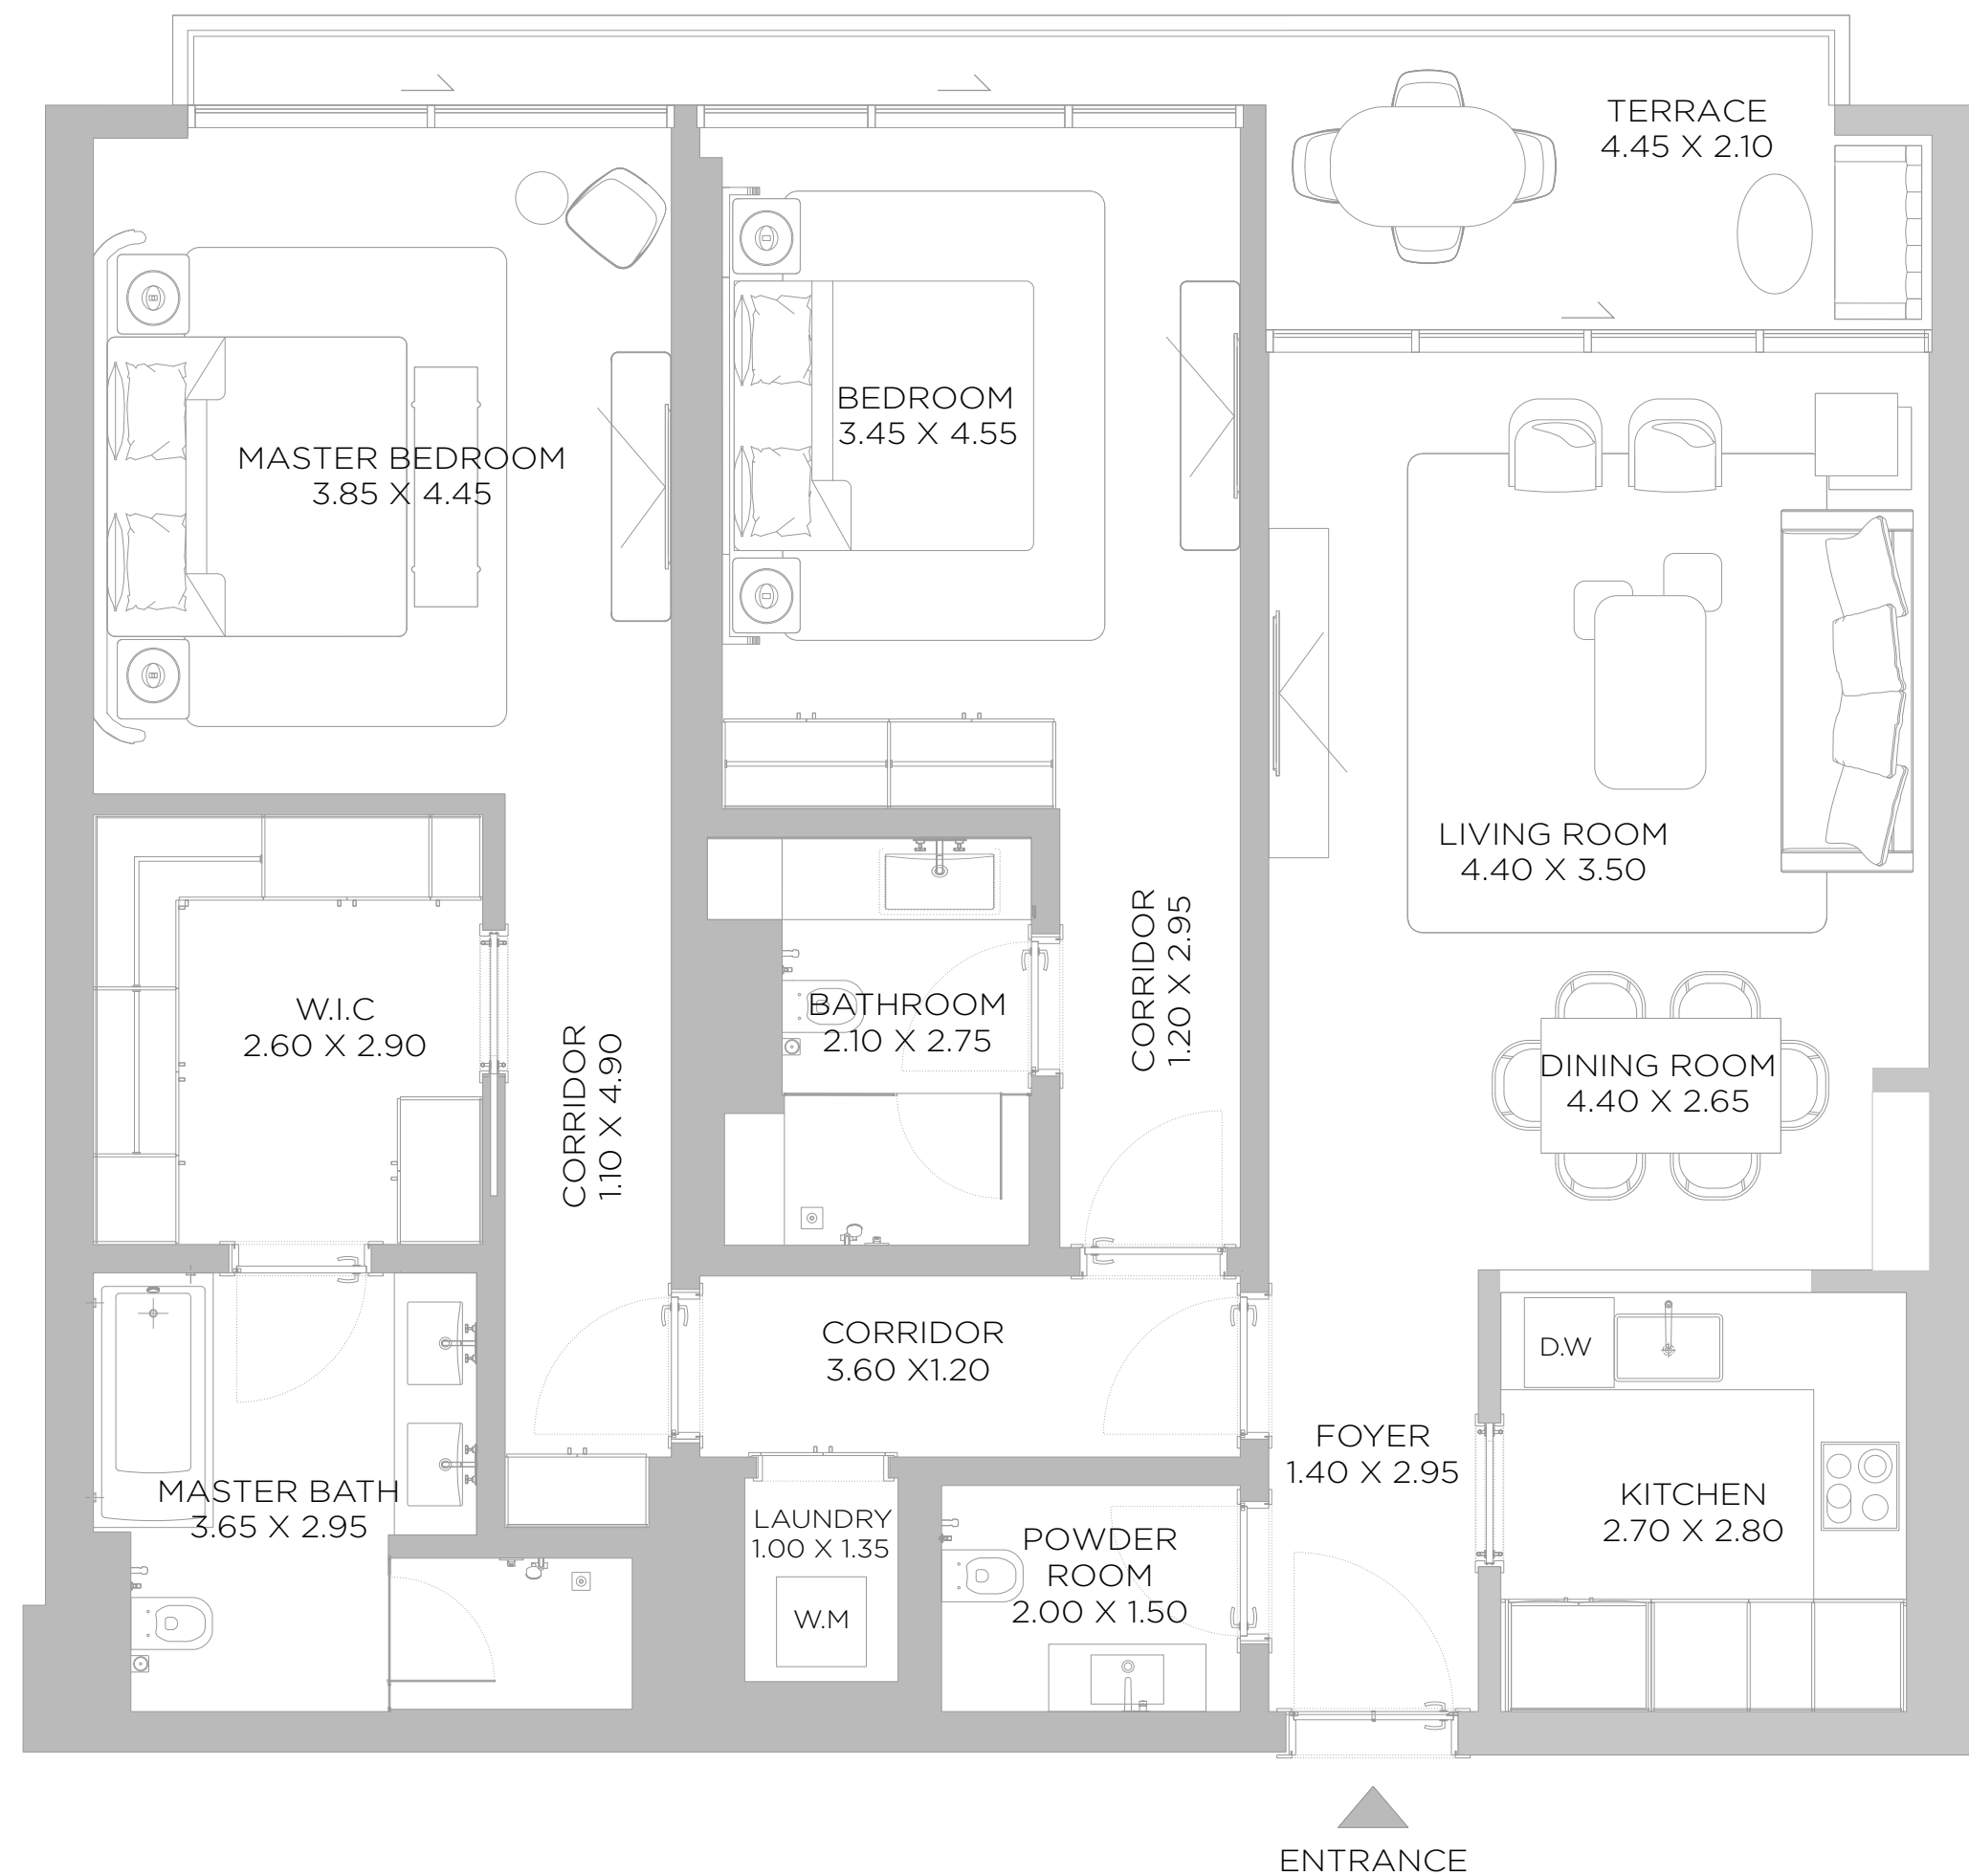 TERRACE
4.45 X 2.10
BEDROOM
3.45 X 4.55
MASTER BEDROOM
3.85 X 4.45
LIVING ROOM
4.40 X 3.50
W.I.C
2.60 X 2.90
CORRIDOR
1.10 X 4.90
BATHROOM
2.10 X 2.75
CORRIDOR
1.20 X 2.95
DINING ROOM
4.40 X 2.65
CORRIDOR
3.60 X1.20
D.W
FOYER
1.40 X 2.95
KITCHEN
2.70 X 2.80
MASTER BATH
3.65 X 2.95
LAUNDRY
1.00 X 1.35
W.M
POWDER
ROOM
2.00 X 1.50
ENTRANCE